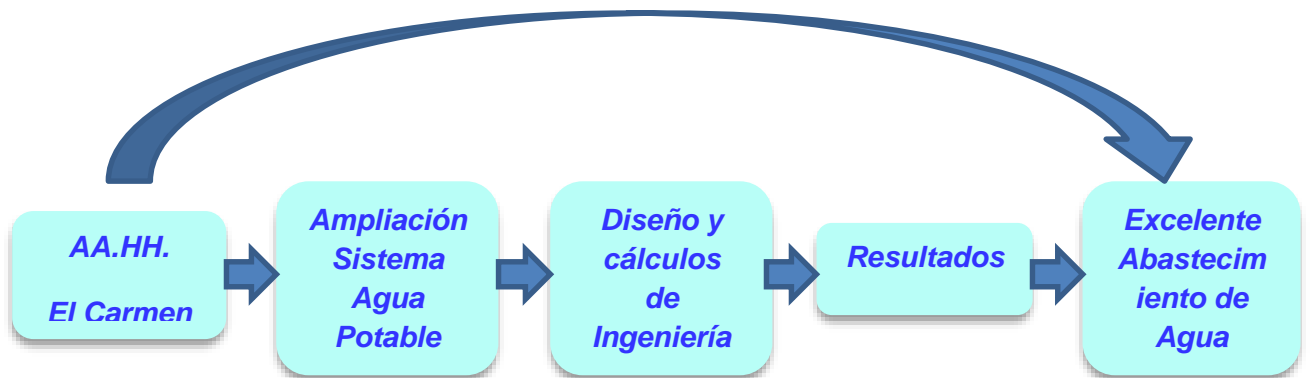 AA.HH.
El Carmen
Ampliación
Sistema
Agua
Potable
Diseño y
cálculos
de
Ingeniería
Resultados
Excelente
Abastecim
iento de
Agua